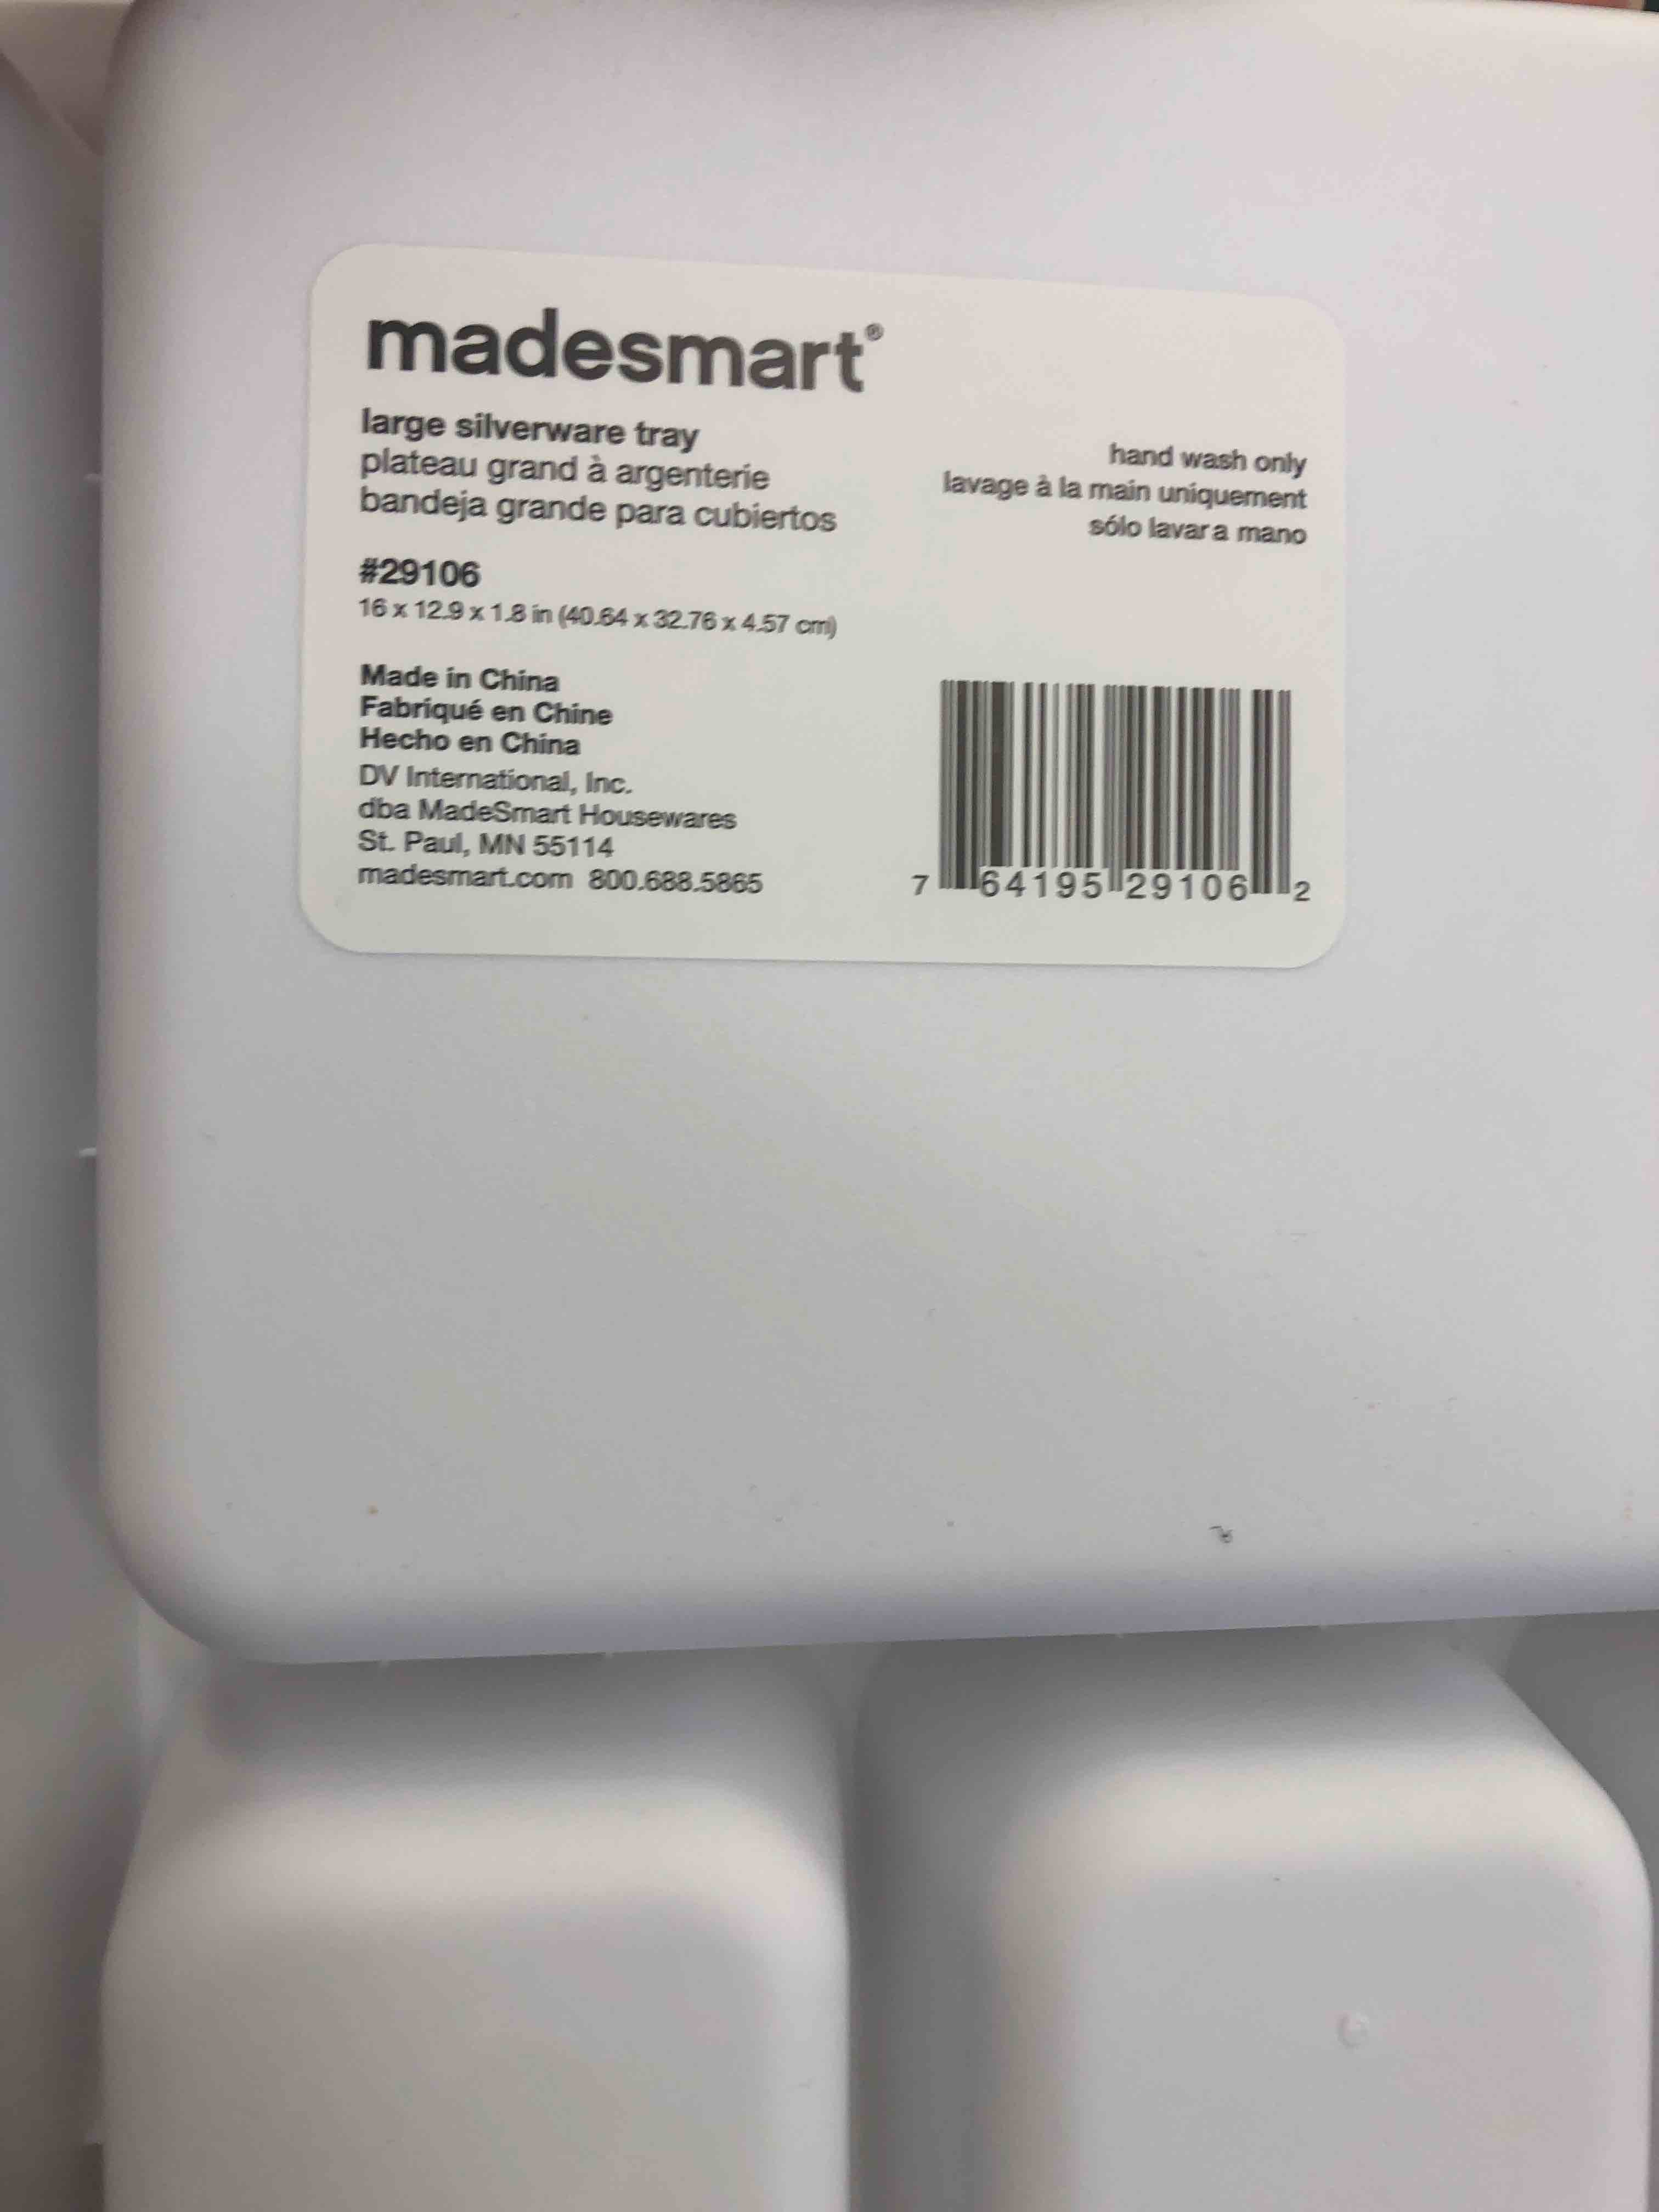 madesmart®
large silverware tray
plateau grand à argenterie
bandeja grande para cubiertos
hand wash only
lavage à la main uniquement
sólo lavar a mano
#29106
16 x 12.9 x 1.8 in (40.64 x 32.76 x 4.57 cm)
Made in China
Fabriqué en Chine
Hecho en China
DV International, Inc.
dba MadeSmart Housewares
St. Paul, MN 55114
madesmart.com 800.688.5865
7 64195 29106 2